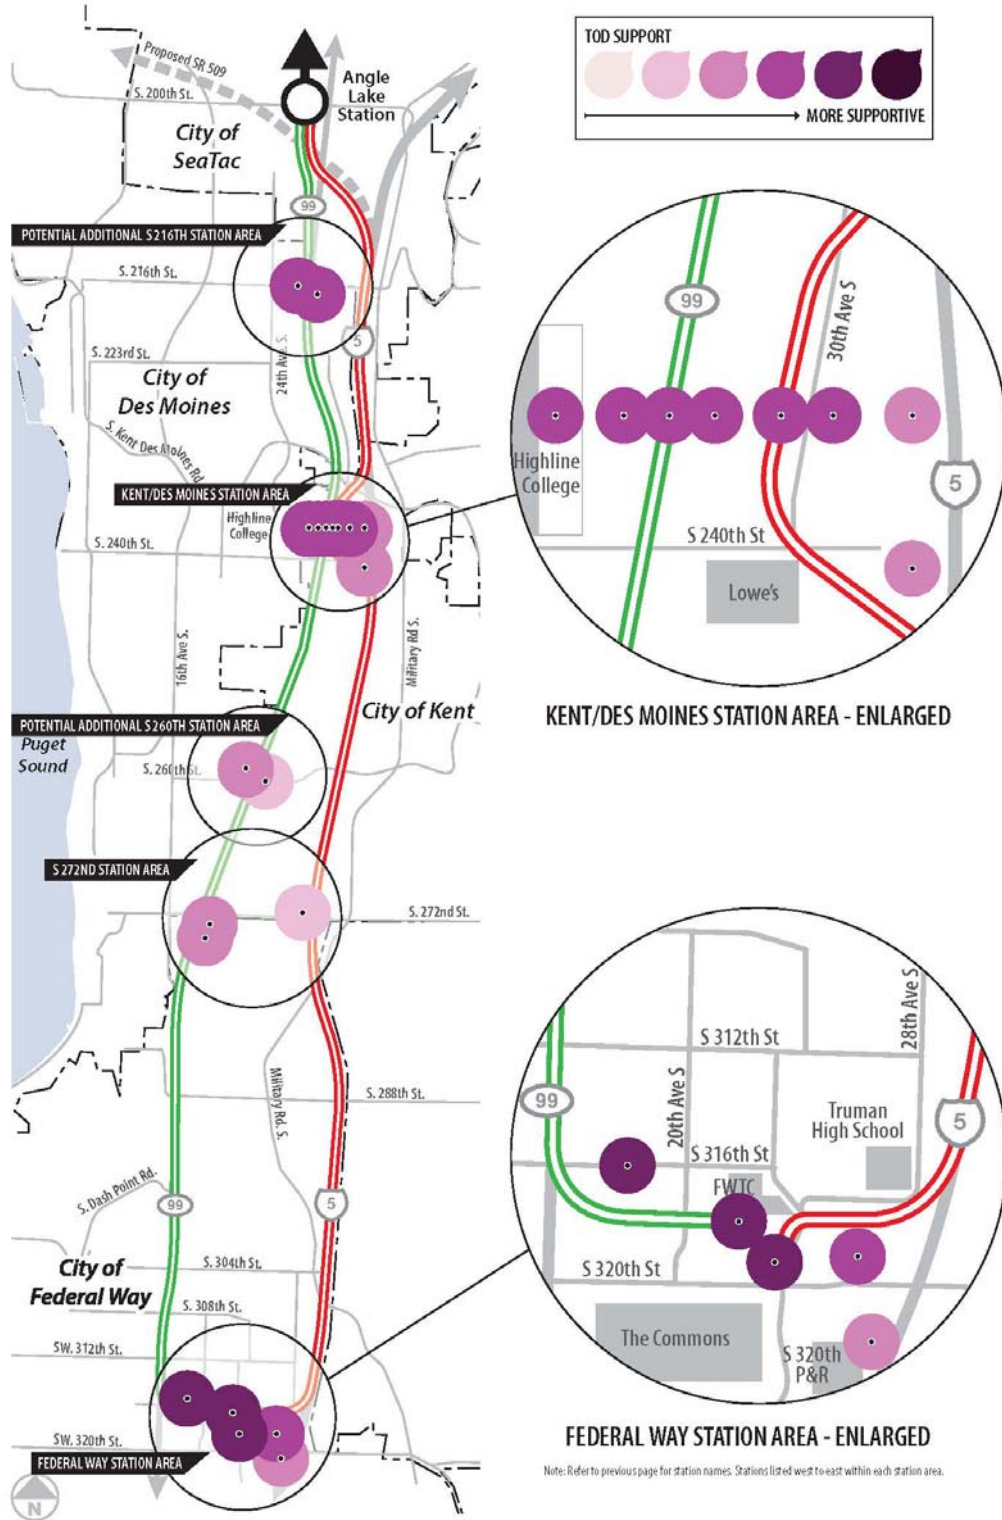 TOD SUPPORT
MORE SUPPORTIVE
Proposed SR 509
Angle
Lake
Station
S. 200th St.
City of
SeaTac
99
POTENTIAL ADDITIONAL S 216TH STATION AREA
S. 216th St.
5
S. 223rd St.
24th Ave. S.
City of
Des Moines
S. Kent Des Moines Rd
KENT/DES MOINES STATION AREA
Highline
College
S. 240th St.
16th Ave S.
Military Rd S.
City of Kent
POTENTIAL ADDITIONAL S 260TH STATION AREA
Puget
Sound
S. 260th St.
S 272ND STATION AREA
S. 272nd St.
Military Rd. S.
S. 288th St.
S. Dash Point Rd.
99
5
City of
Federal Way
S. 304th St.
S. 308th St.
SW. 312th St.
SW. 320th St.
FEDERAL WAY STATION AREA
N
99
30th Ave S
Highline
College
5
S 240th St
Lowe's
KENT/DES MOINES STATION AREA - ENLARGED
28th Ave S
S 312th St
20th Ave S
99
5
Truman
High School
S 316th St
FWTC
S 320th St
The Commons
S 320th
P&R
FEDERAL WAY STATION AREA - ENLARGED
Note: Refer to previous page for station names. Stations listed west to east within each station area.